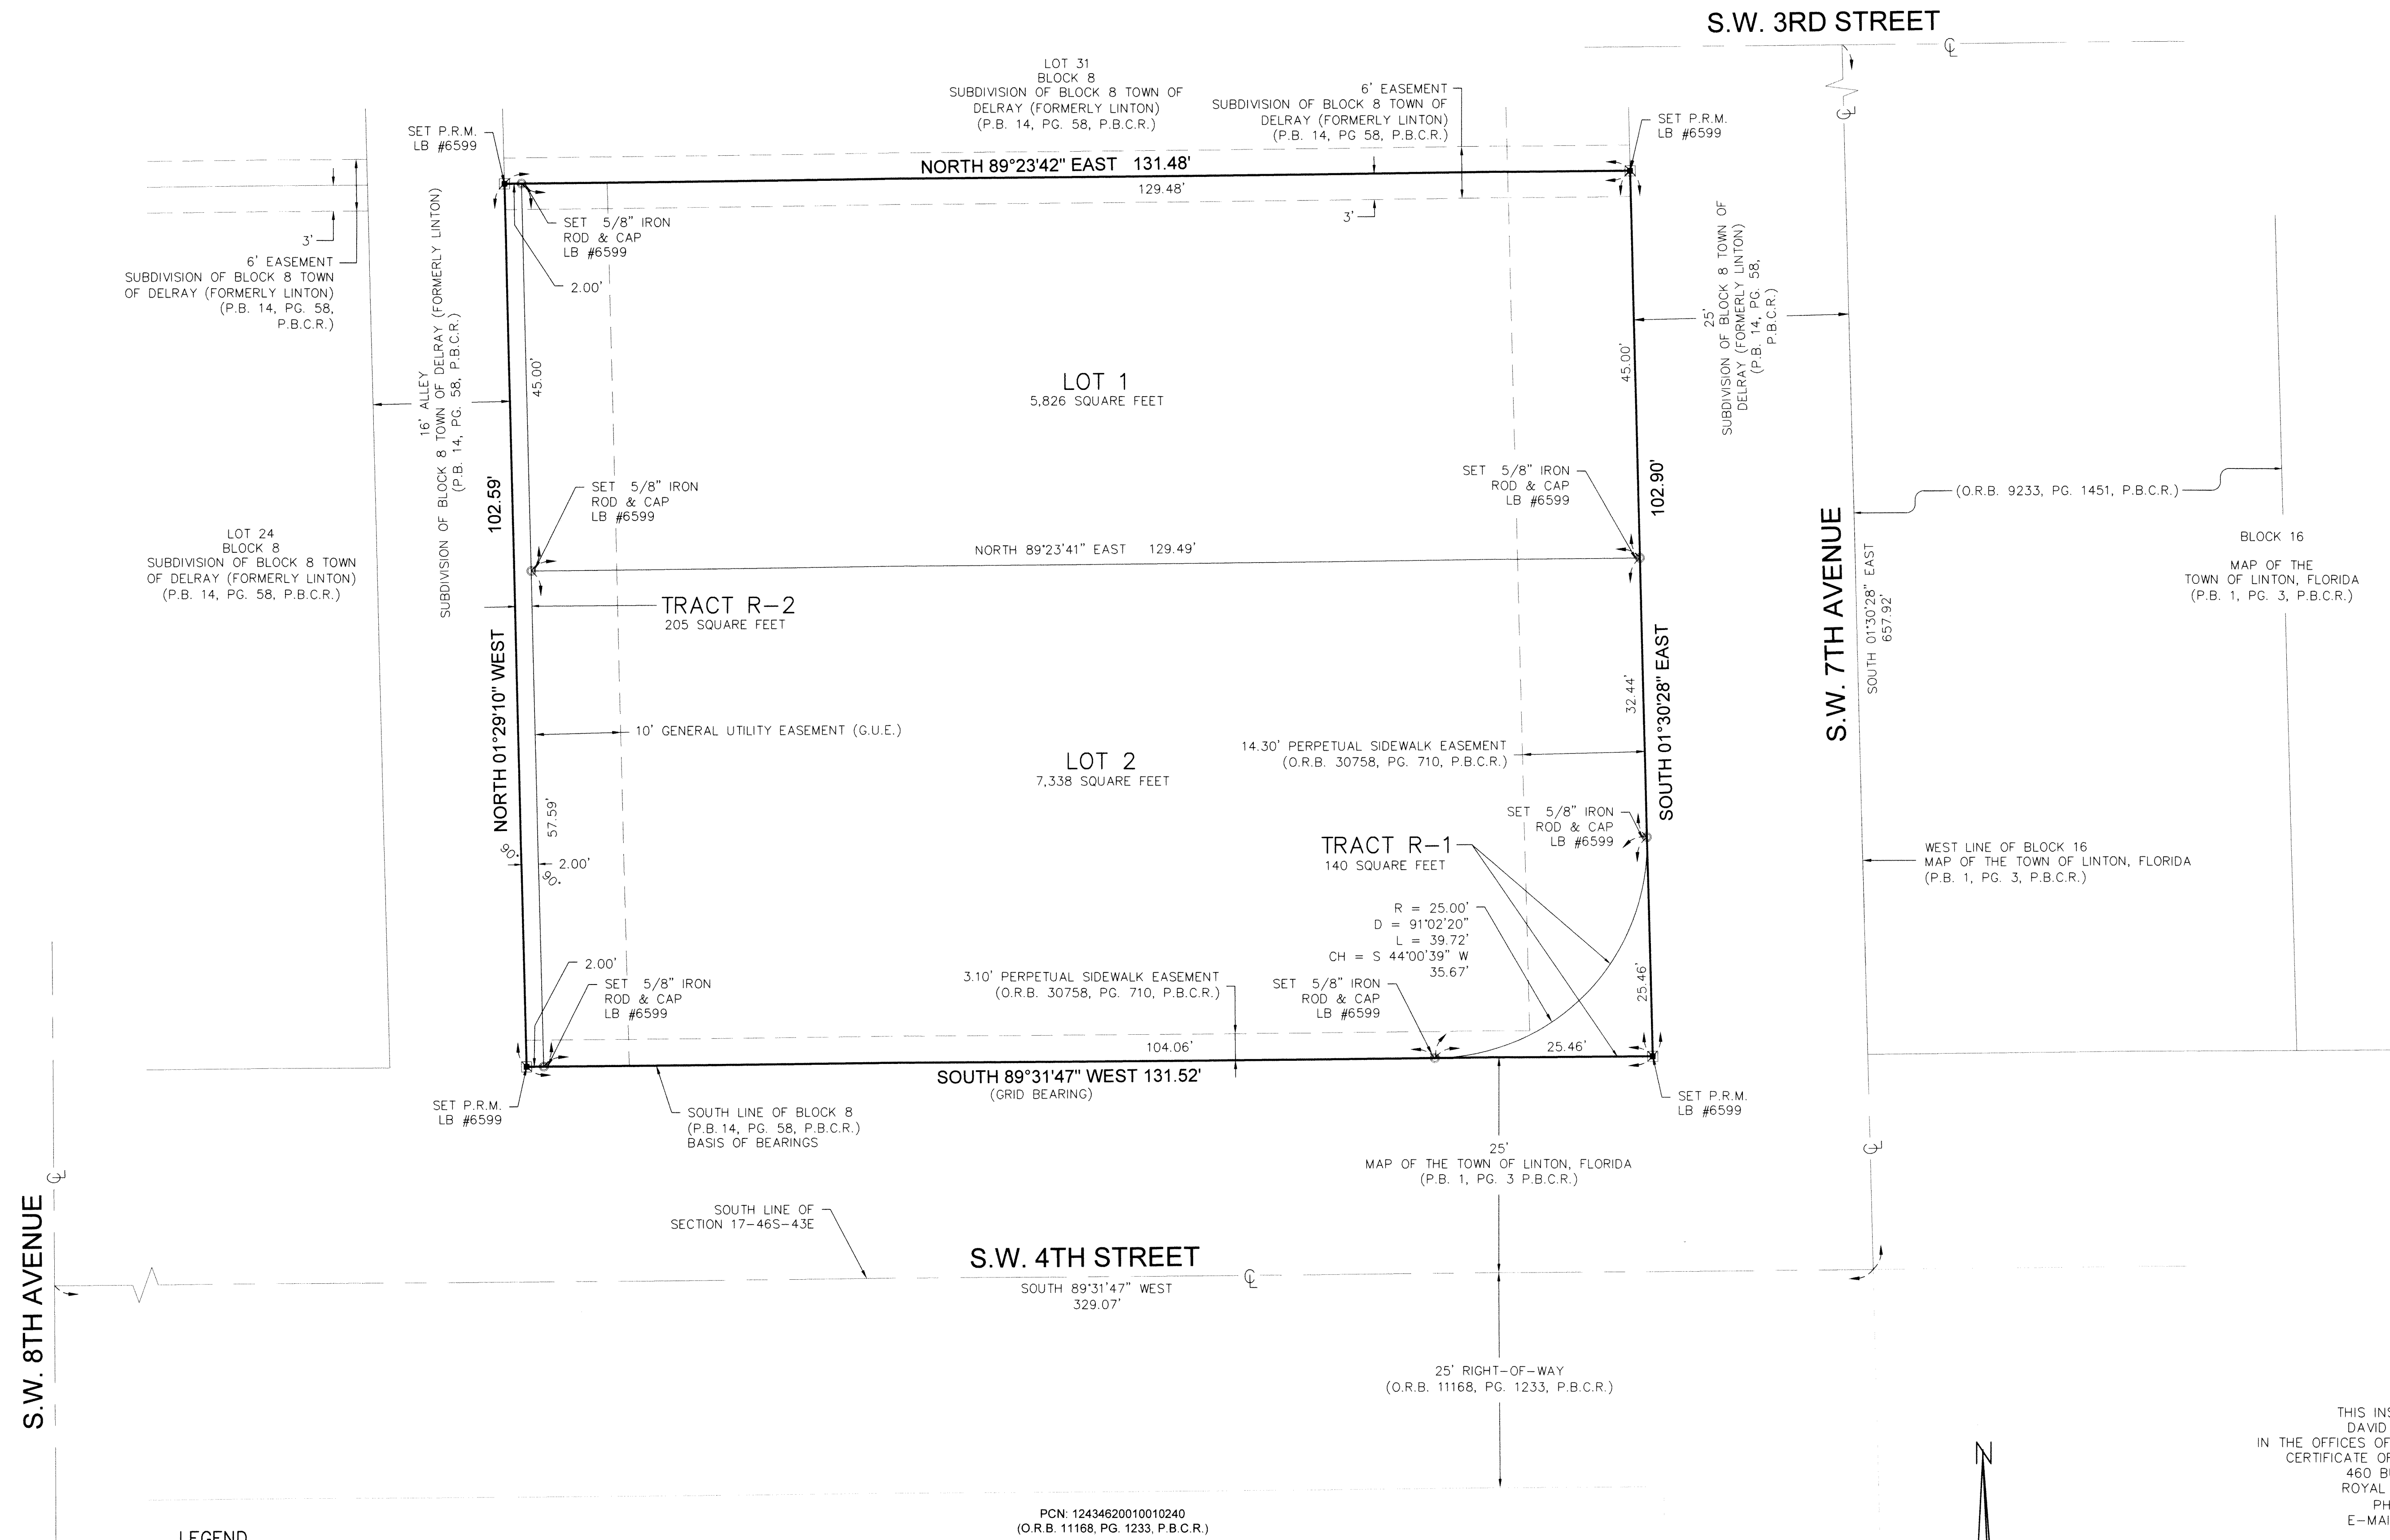 S.W. 3RD STREET
LOT 31
BLOCK 8
SUBDIVISION OF BLOCK 8 TOWN OF
DELRAY (FORMERLY LINTON)
(P.B. 14, PG. 58, P.B.C.R.)
6' EASEMENT
SUBDIVISION OF BLOCK 8 TOWN OF
DELRAY (FORMERLY LINTON)
(P.B. 14, PG 58, P.B.C.R.)
SET P.R.M.
LB #6599
SET P.R.M.
LB #6599
NORTH 89°23'42" EAST 131.48'
129.48'
3'
SET 5/8" IRON
ROD & CAP
LB #6599
2.00'
3'
6' EASEMENT
SUBDIVISION OF BLOCK 8 TOWN
OF DELRAY (FORMERLY LINTON)
(P.B. 14, PG. 58,
P.B.C.R.)
16' ALLEY
SUBDIVISION OF BLOCK 8 TOWN OF DELRAY (FORMERLY LINTON)
(P.B. 14, PG. 58, P.B.C.R.)
25'
SUBDIVISION OF BLOCK 8 TOWN OF
DELRAY (FORMERLY LINTON)
(P.B. 14, PG. 58,
P.B.C.R.)
45.00'
LOT 1
5,826 SQUARE FEET
45.00'
SET 5/8" IRON
ROD & CAP
LB #6599
SET 5/8" IRON
ROD & CAP
LB #6599
102.59'
102.90'
(O.R.B. 9233, PG. 1451, P.B.C.R.)
LOT 24
BLOCK 8
SUBDIVISION OF BLOCK 8 TOWN
OF DELRAY (FORMERLY LINTON)
(P.B. 14, PG. 58, P.B.C.R.)
BLOCK 16
MAP OF THE
TOWN OF LINTON, FLORIDA
(P.B. 1, PG. 3, P.B.C.R.)
NORTH 89°23'41" EAST 129.49'
TRACT R-2
205 SQUARE FEET
S.W. 7TH AVENUE
SOUTH 01°30'28" EAST
657.92'
NORTH 01°29'10" WEST
SOUTH 01°30'28" EAST
32.44'
10' GENERAL UTILITY EASEMENT (G.U.E.)
LOT 2
7,338 SQUARE FEET
14.30' PERPETUAL SIDEWALK EASEMENT
(O.R.B. 30758, PG. 710, P.B.C.R.)
57.59'
90°
2.00'
90°
SET 5/8" IRON
ROD & CAP
LB #6599
TRACT R-1
140 SQUARE FEET
WEST LINE OF BLOCK 16
MAP OF THE TOWN OF LINTON, FLORIDA
(P.B. 1, PG. 3, P.B.C.R.)
R = 25.00'
D = 91°02'20"
L = 39.72'
CH = S 44°00'39" W
35.67'
2.00'
SET 5/8" IRON
ROD & CAP
LB #6599
3.10' PERPETUAL SIDEWALK EASEMENT
(O.R.B. 30758, PG. 710, P.B.C.R.)
SET 5/8" IRON
ROD & CAP
LB #6599
25.46'
104.06'
25.46'
SOUTH 89°31'47" WEST 131.52'
(GRID BEARING)
SET P.R.M.
LB #6599
SOUTH LINE OF BLOCK 8
(P.B. 14, PG. 58, P.B.C.R.)
BASIS OF BEARINGS
SET P.R.M.
LB #6599
25'
MAP OF THE TOWN OF LINTON, FLORIDA
(P.B. 1, PG. 3 P.B.C.R.)
SOUTH LINE OF
SECTION 17-46S-43E
S.W. 8TH AVENUE
S.W. 4TH STREET
SOUTH 89°31'47" WEST
329.07'
25' RIGHT-OF-WAY
(O.R.B. 11168, PG. 1233, P.B.C.R.)
N
THIS INS
DAVID
IN THE OFFICES OF
CERTIFICATE OF
460 B
ROYAL
PH
E-MAI
PCN: 12434620010010240
(O.R.B. 11168, PG. 1233, P.B.C.R.)
LEGEND